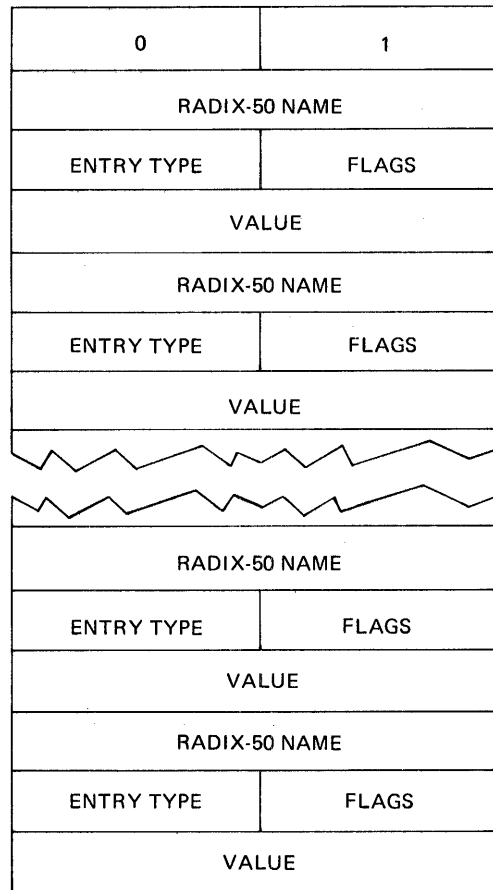 0 1
RADIX-50 NAME
ENTRY TYPE FLAGS
VALUE
RADIX-50 NAME
ENTRY TYPE FLAGS
VALUE
RADIX-50 NAME
ENTRY TYPE FLAGS
VALUE
RADIX-50 NAME
ENTRY TYPE FLAGS
VALUE